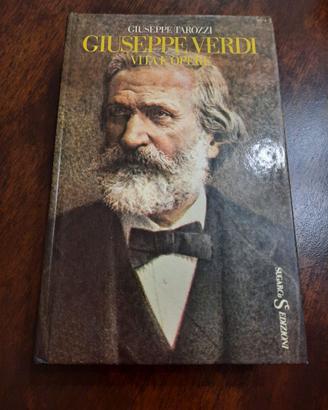 GIUSEPPE TAROZZI
GIUSEPPE VERDI
VITA E OPERE
SUGARCO EDIZIONI